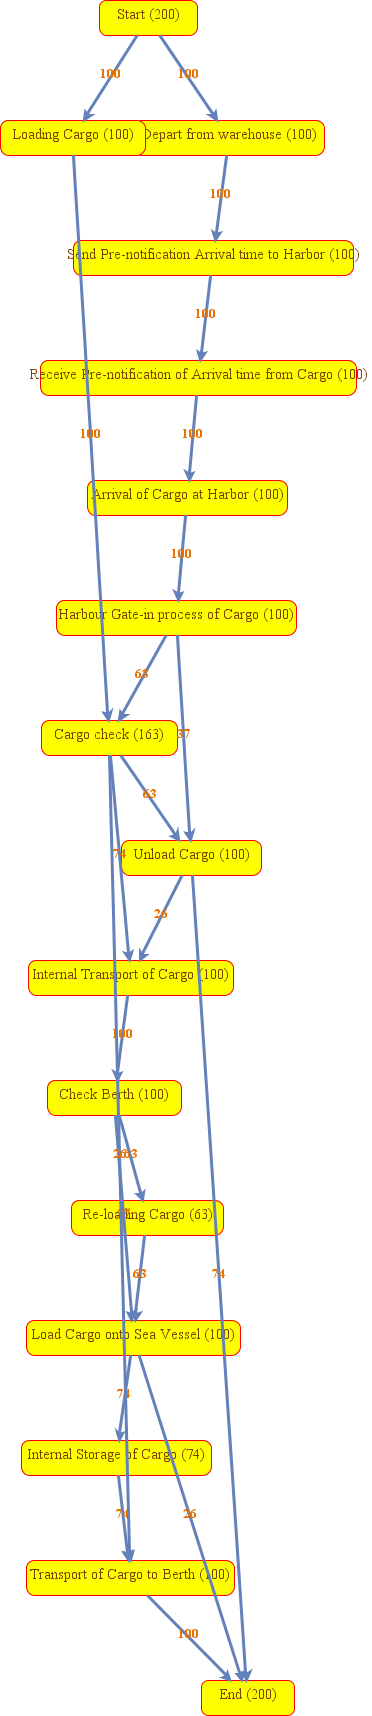 Start (200)
100 100
Loading Cargo (100) Depart from warehouse (100)
100
Send Pre-notification Arrival time to Harbor (100)
100
Receive Pre-notification of Arrival time from Cargo (100)
100 100
Arrival of Cargo at Harbor (100)
100
Harbour Gate-in process of Cargo (100)
63
Cargo check (163) 37
63
74 Unload Cargo (100)
26
Internal Transport of Cargo (100)
100
Check Berth (100)
26 63
Re-loading Cargo (63)
63 74
Load Cargo onto Sea Vessel (100)
74
Internal Storage of Cargo (74)
74 26
Transport of Cargo to Berth (100)
100
End (200)